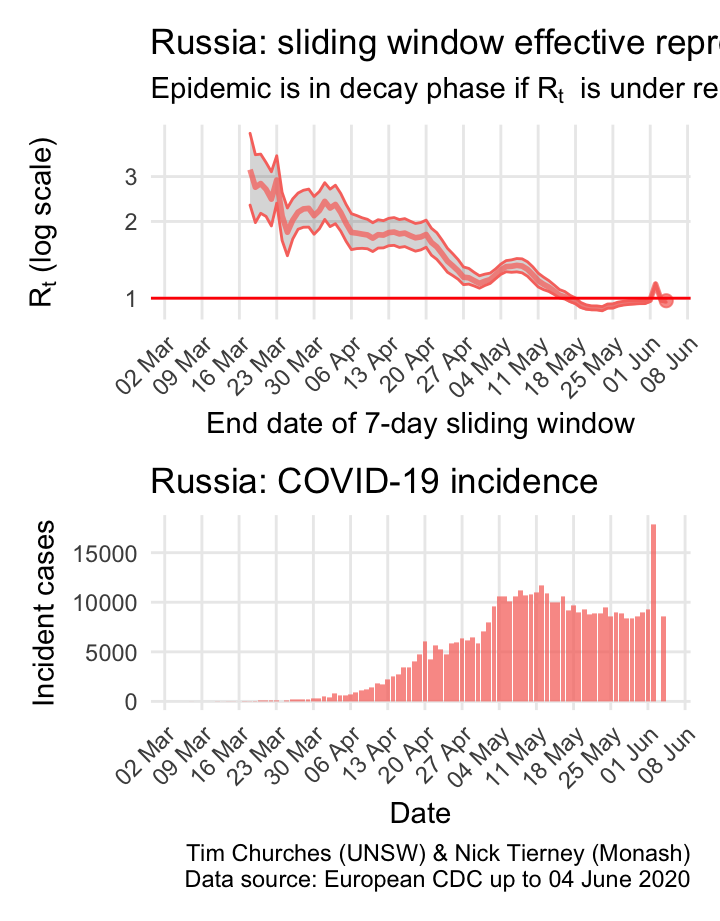 Russia: sliding window effective repr
Epidemic is in decay phase if Rt is under re
Rt (log scale)
3
2
1
02 Mar
09 Mar
16 Mar
23 Mar
30 Mar
06 Apr
13 Apr
20 Apr
27 Apr
04 May
11 May
18 May
25 May
01 Jun
08 Jun
End date of 7-day sliding window
Russia: COVID-19 incidence
Incident cases
15000
10000
5000
0
02 Mar
09 Mar
16 Mar
23 Mar
30 Mar
06 Apr
13 Apr
20 Apr
27 Apr
04 May
11 May
18 May
25 May
01 Jun
08 Jun
Date
Tim Churches (UNSW) & Nick Tierney (Monash)
Data source: European CDC up to 04 June 2020